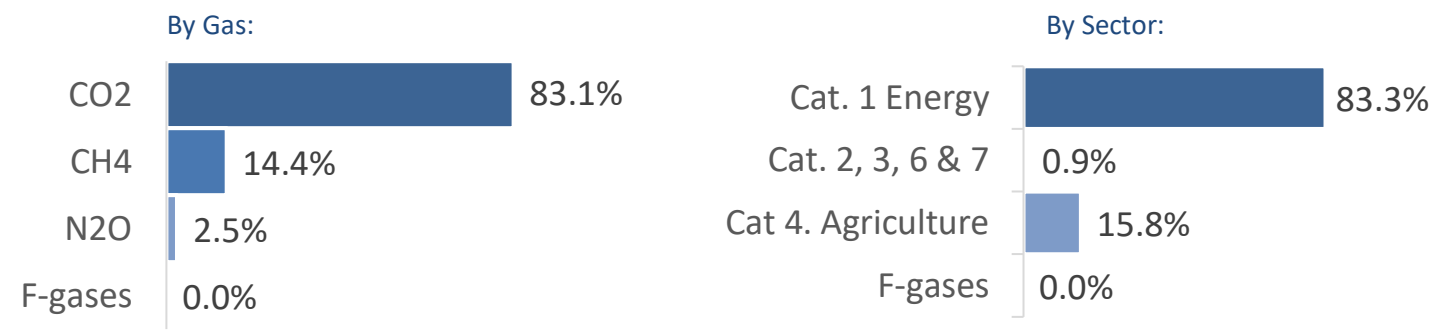 By Gas:
CO2 83.1%
CH4 14.4%
N2O 2.5%
F-gases 0.0%
By Sector:
Cat. 1 Energy 83.3%
Cat. 2, 3, 6 & 7 0.9%
Cat 4. Agriculture 15.8%
F-gases 0.0%